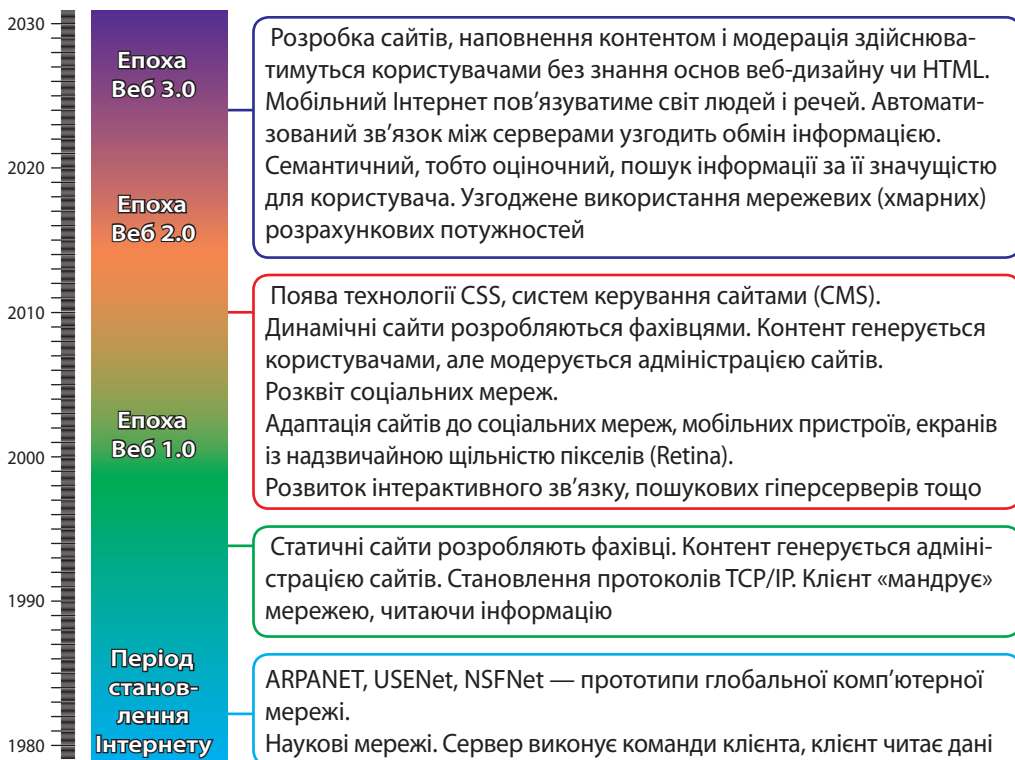 2030
Епоха
Веб 3.0
Розробка сайтів, наповнення контентом і модерація здійснюва-
тимуться користувачами без знання основ веб-дизайну чи HTML.
Мобільний Інтернет пов’язуватиме світ людей і речей. Автомати-
зований зв’язок між серверами узгодить обмін інформацією.
Семантичний, тобто оціночний, пошук інформації за її значущістю
для користувача. Узгоджене використання мережевих (хмарних)
розрахункових потужностей
2020
Епоха
Веб 2.0
2010
Поява технології CSS, систем керування сайтами (CMS).
Динамічні сайти розробляються фахівцями. Контент генерується
користувачами, але модерується адміністрацією сайтів.
Розквіт соціальних мереж.
Адаптація сайтів до соціальних мереж, мобільних пристроїв, екранів
із надзвичайною щільністю пікселів (Retina).
Розвиток інтерактивного зв’язку, пошукових гіперсерверів тощо
Епоха
Веб 1.0
2000
Статичні сайти розробляють фахівці. Контент генерується адміні-
страцією сайтів. Становлення протоколів TCP/IP. Клієнт «мандрує»
мережею, читаючи інформацію
1990
Період
станов-
лення
Інтернету
ARPANET, USENet, NSFNet — прототипи глобальної комп’ютерної
мережі.
Наукові мережі. Сервер виконує команди клієнта, клієнт читає дані
1980